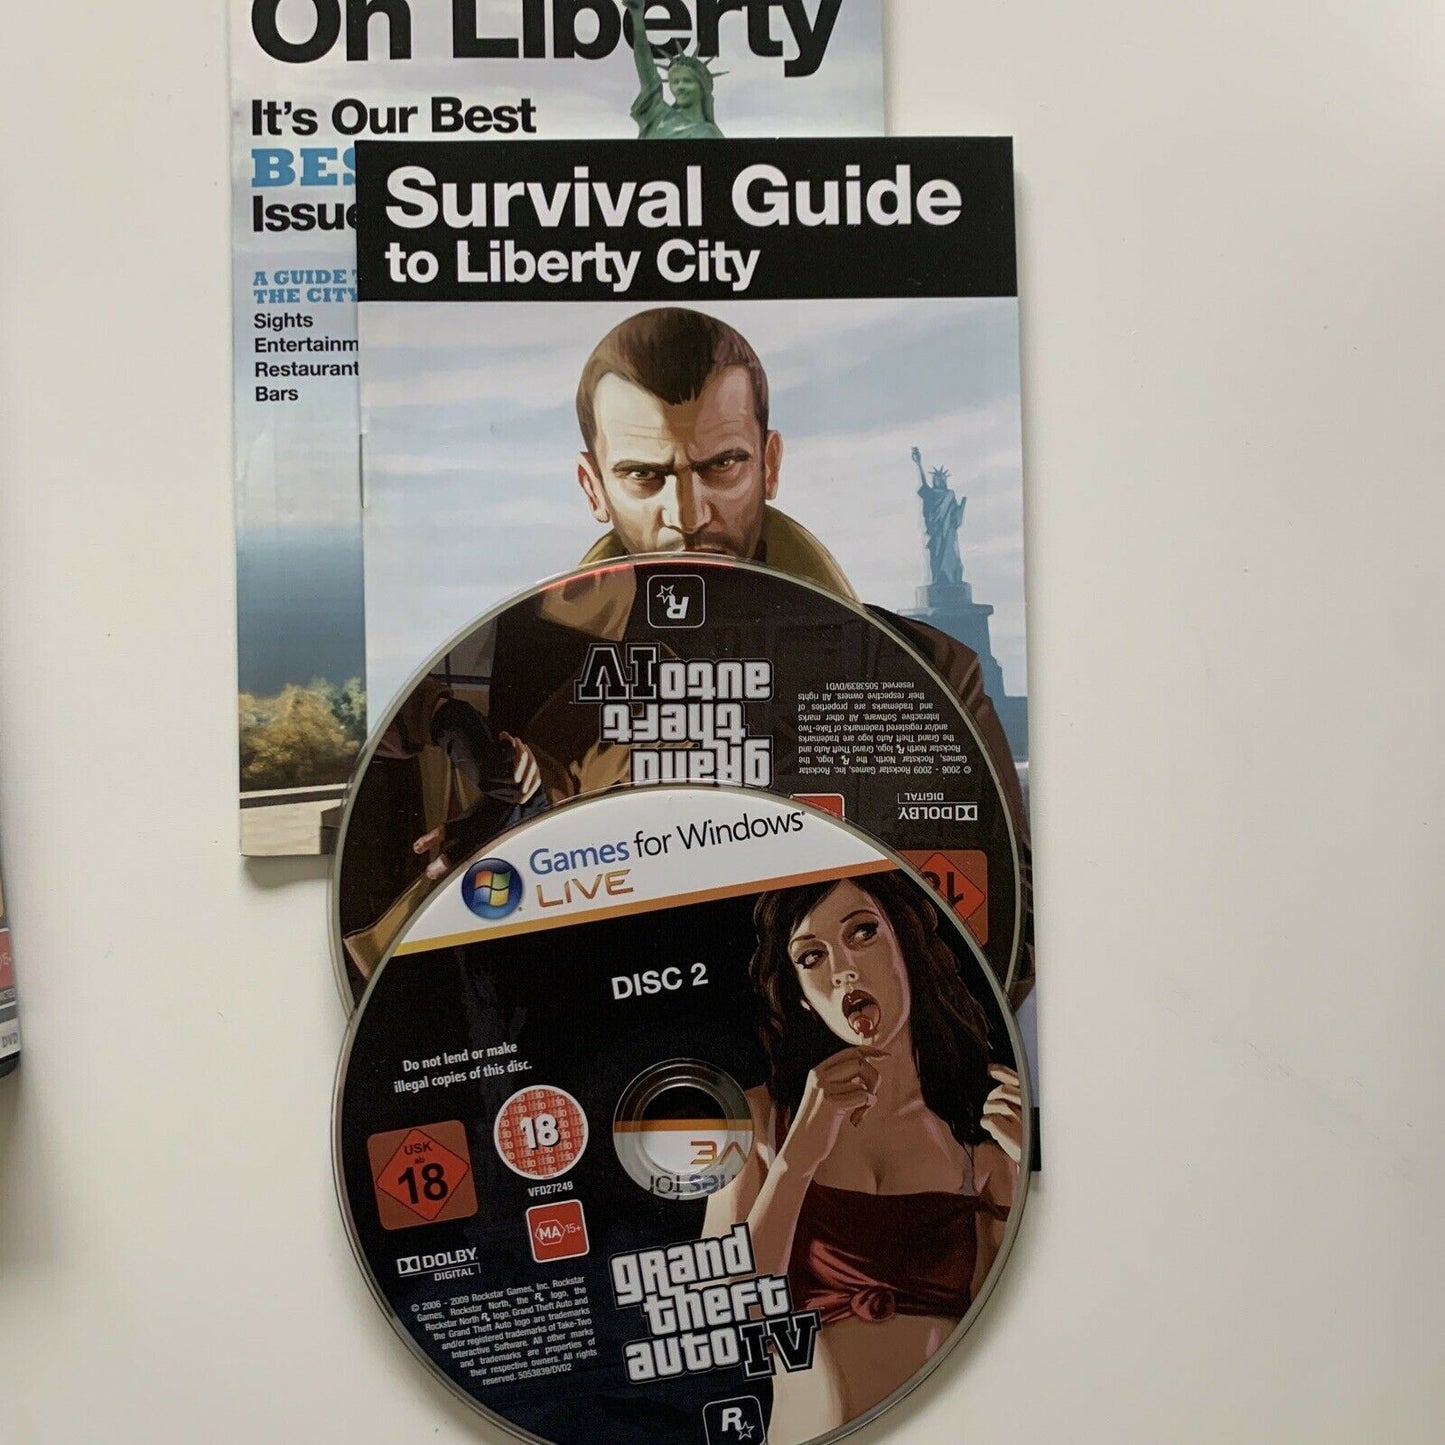 On Liberty
It's Our Best
BES
Issue
A GUIDE
THE CITY
Sights
Entertainm
Restaurant
Bars
Survival Guide
to Liberty City
R
grand
theft
auto IV
© 2006 - 2009 Rockstar Games, Inc. Rockstar
Games, Rockstar North, the R logo, the
Rockstar North R logo, Grand Theft Auto and
the Grand Theft Auto logo are trademarks
and/or registered trademarks of Take-Two
Interactive Software. All other marks
and trademarks are properties of
their respective owners. All rights
reserved. 5053839/DVD1
DOLBY
DIGITAL
18
Games for Windows
LIVE
DISC 2
Do not lend or make
illegal copies of this disc.
USK
ab
18
18
VFD27249
MA 15+
DOLBY
DIGITAL
© 2006 - 2009 Rockstar Games, Inc. Rockstar
Games, Rockstar North, the R logo, the
Rockstar North R logo, Grand Theft Auto and
the Grand Theft Auto logo are trademarks
and/or registered trademarks of Take-Two
Interactive Software. All other marks
and trademarks are properties of
their respective owners. All rights
reserved. 5053839/DVD2
grand
theft
auto IV
R
15+
DVD